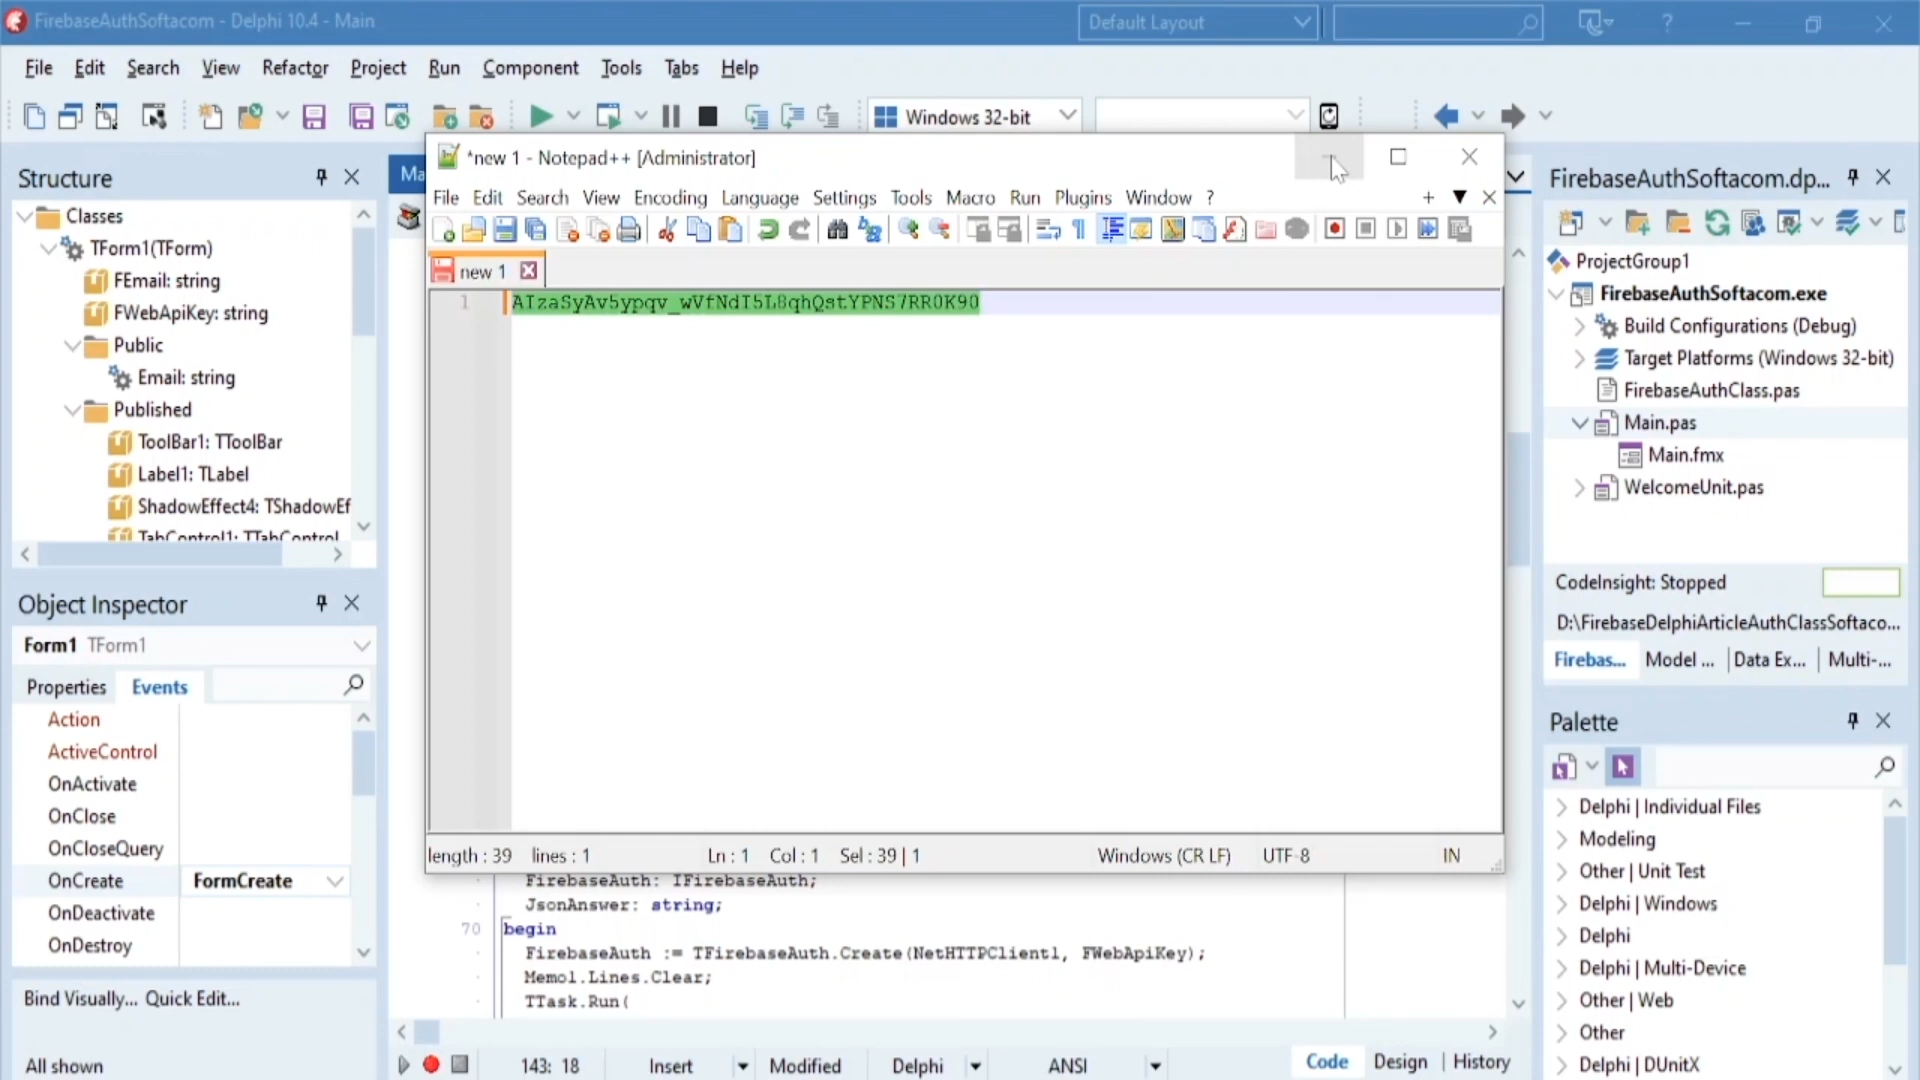 FirebaseAuthSoftacom - Delphi 10.4 - Main
Default Layout
?
File Edit Search View Refactor Project Run Component Tools Tabs Help
Windows 32-bit
Structure
Classes
TForm1(TForm)
FEmail: string
FWebApiKey: string
Public
Email: string
Published
ToolBar1: TToolBar
Label1: TLabel
ShadowEffect4: TShadowEf
TabControl1: TTabControl
Object Inspector
Form1 TForm1
Properties Events
Action
ActiveControl
OnActivate
OnClose
OnCloseQuery
OnCreate FormCreate
OnDeactivate
OnDestroy
Bind Visually... Quick Edit...
All shown
Ma
*new 1 - Notepad++ [Administrator]
File Edit Search View Encoding Language Settings Tools Macro Run Plugins Window ?
new 1
1 AIzaSyAv5ypqv_wVfNdI5L8qhQstYPNS7RR0K90
length : 39 lines : 1 Ln : 1 Col : 1 Sel : 39 | 1 Windows (CR LF) UTF-8 IN
FirebaseAuth: IFirebaseAuth;
JsonAnswer: string;
70 begin
FirebaseAuth := TFirebaseAuth.Create(NetHTTPClient1, FWebApiKey);
Memo1.Lines.Clear;
TTask.Run(
143: 18 Insert Modified Delphi ANSI Code Design History
FirebaseAuthSoftacom.dp...
ProjectGroup1
FirebaseAuthSoftacom.exe
Build Configurations (Debug)
Target Platforms (Windows 32-bit)
FirebaseAuthClass.pas
Main.pas
Main.fmx
WelcomeUnit.pas
CodeInsight: Stopped
D:\FirebaseDelphiArticleAuthClassSoftaco...
Firebas... Model ... Data Ex... Multi-...
Palette
Delphi | Individual Files
Modeling
Other | Unit Test
Delphi | Windows
Delphi
Delphi | Multi-Device
Other | Web
Other
Delphi | DUnitX